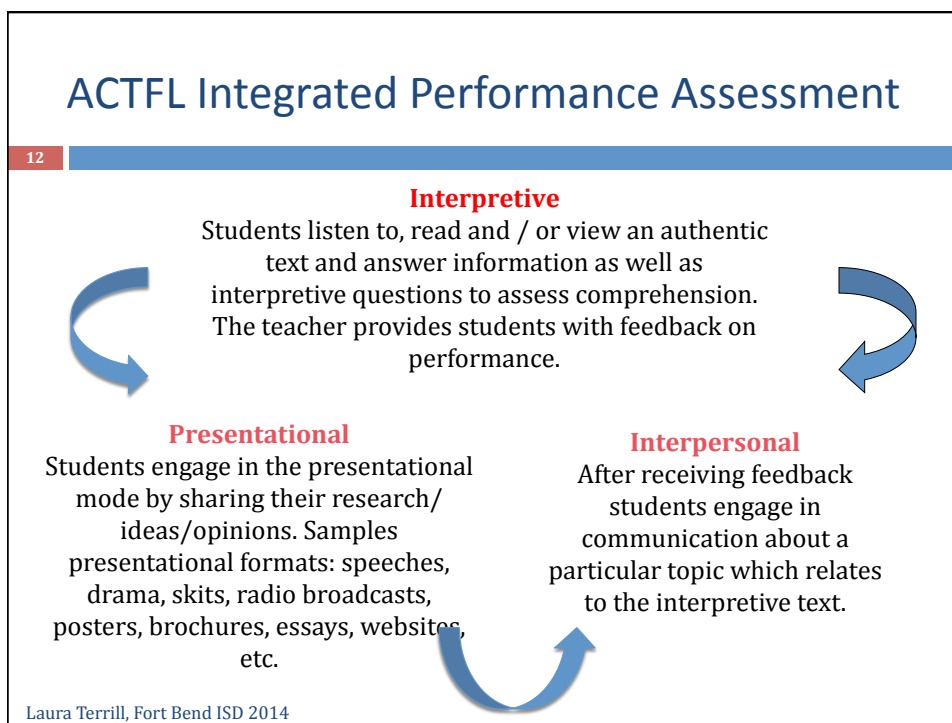 ACTFL Integrated Performance Assessment
12
Interpretive
Students listen to, read and / or view an authentic
text and answer information as well as
interpretive questions to assess comprehension.
The teacher provides students with feedback on
performance.
Presentational
Students engage in the presentational
mode by sharing their research/
ideas/opinions. Samples
presentational formats: speeches,
drama, skits, radio broadcasts,
posters, brochures, essays, websites,
etc.
Interpersonal
After receiving feedback
students engage in
communication about a
particular topic which relates
to the interpretive text.
Laura Terrill, Fort Bend ISD 2014